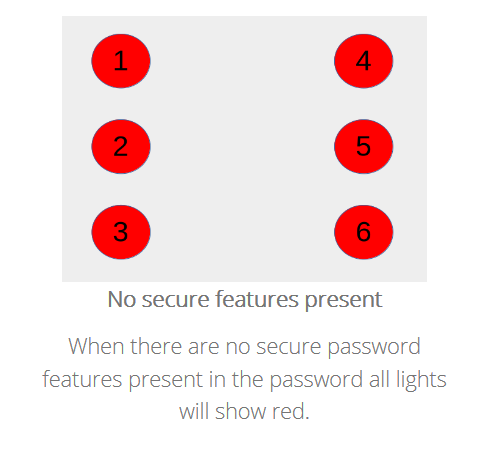 1 4
2 5
3 6
No secure features present
When there are no secure password
features present in the password all lights
will show red.